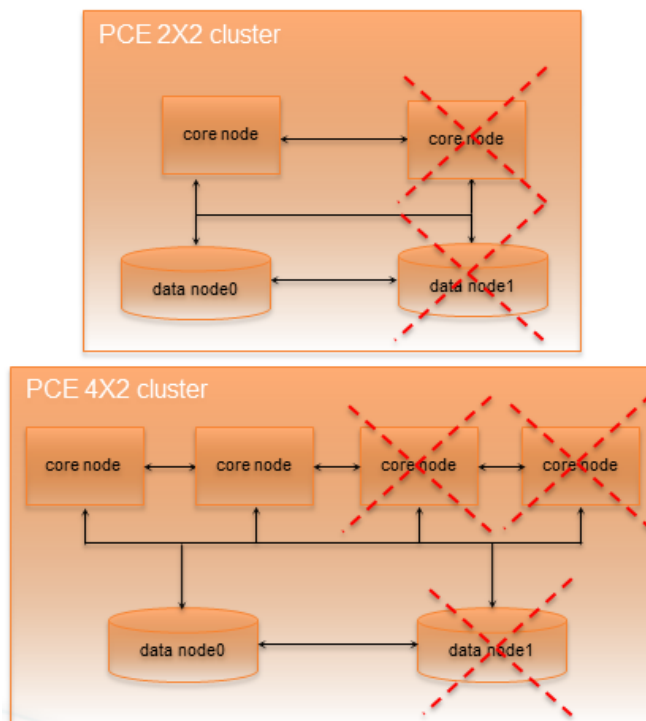 PCE 2X2 cluster
core node
core node
data node0
data node1
PCE 4X2 cluster
core node
core node
core node
core node
data node0
data node1